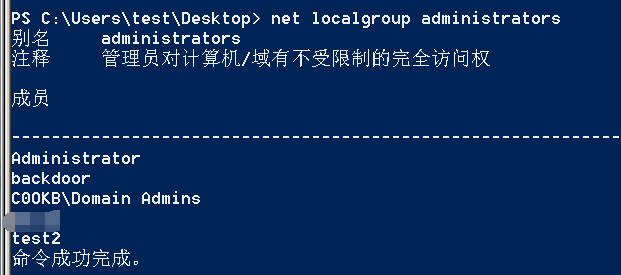 PS C:\Users\test\Desktop> net localgroup administrators
别名 administrators
注释 管理员对计算机/域有不受限制的完全访问权
成员
-------------------------------------------------------------------------------
Administrator
backdoor
C0OKB\Domain Admins
test2
命令成功完成。